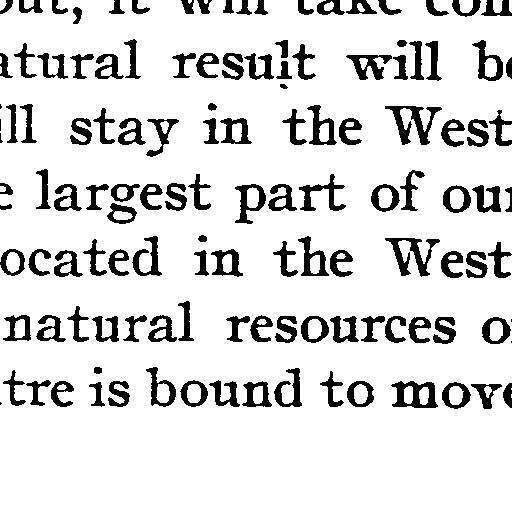 out, it will take con
atural result will be
ill stay in the West
e largest part of our
ocated in the West
natural resources o
tre is bound to move